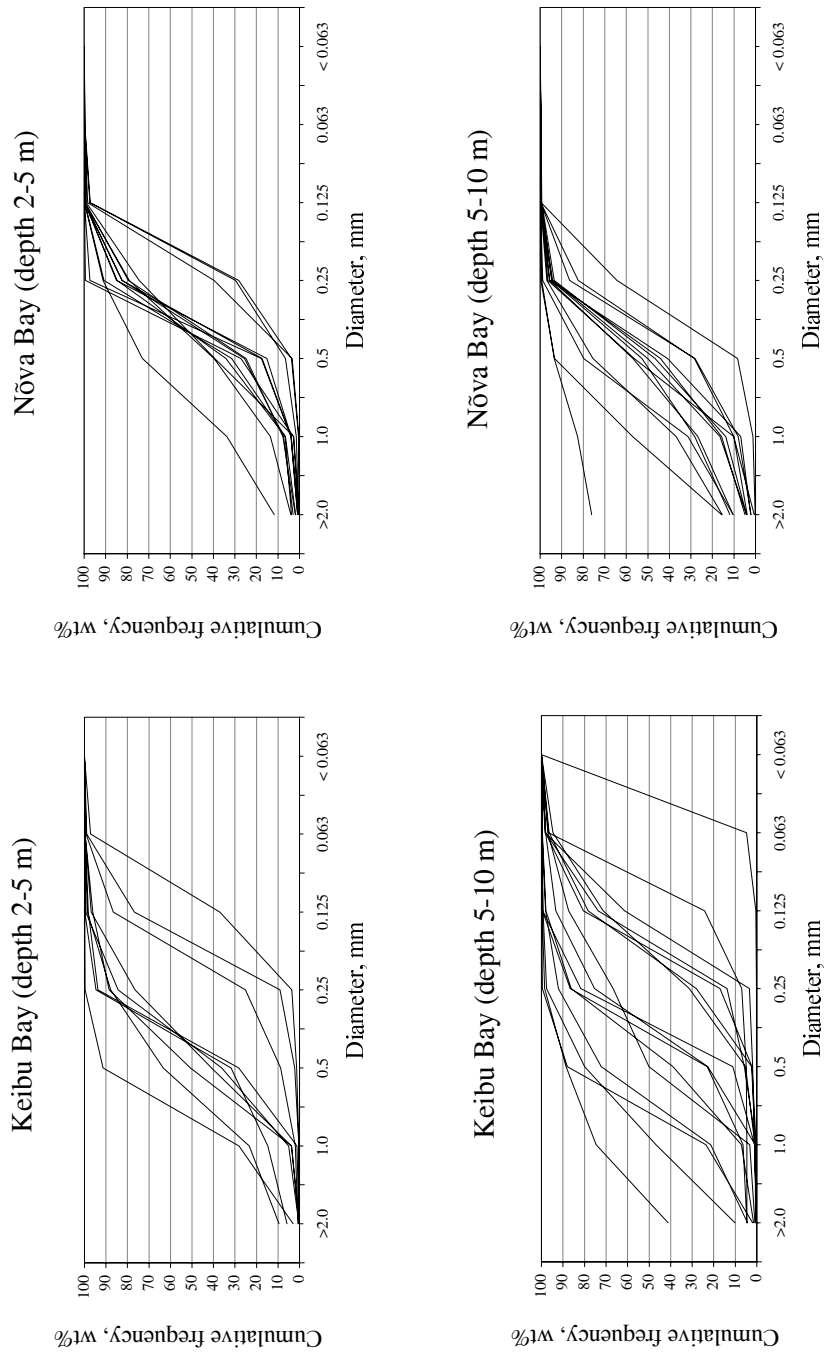 Keibu Bay (depth 2-5 m)
Cumulative frequency, wt%
100
90
80
70
60
50
40
30
20
10
0
>2.0 1.0 0.5 0.25 0.125 0.063 < 0.063
Diameter, mm
Nõva Bay (depth 2-5 m)
Cumulative frequency, wt%
100
90
80
70
60
50
40
30
20
10
0
>2.0 1.0 0.5 0.25 0.125 0.063 < 0.063
Diameter, mm
Keibu Bay (depth 5-10 m)
Cumulative frequency, wt%
100
90
80
70
60
50
40
30
20
10
0
>2.0 1.0 0.5 0.25 0.125 0.063 < 0.063
Diameter, mm
Nõva Bay (depth 5-10 m)
Cumulative frequency, wt%
100
90
80
70
60
50
40
30
20
10
0
>2.0 1.0 0.5 0.25 0.125 0.063 < 0.063
Diameter, mm